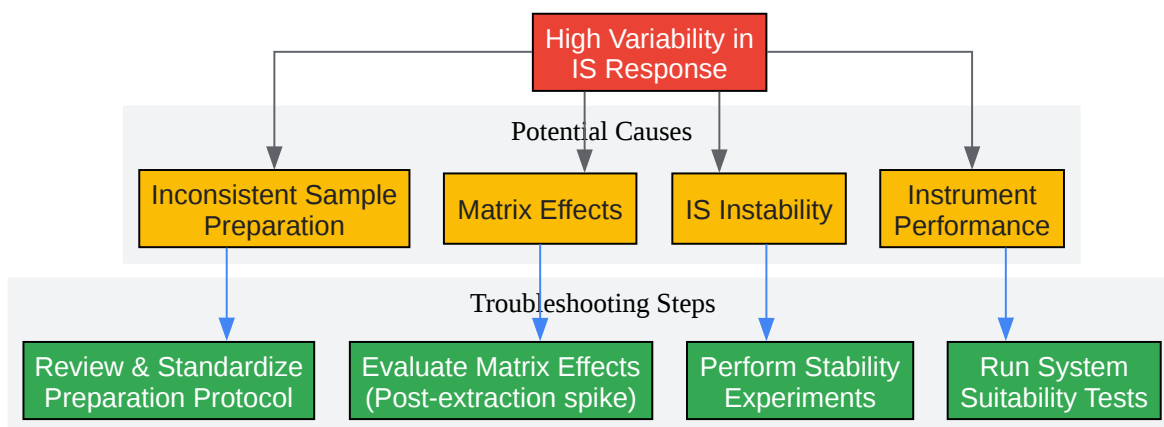 High Variability in
IS Response
Potential Causes
Inconsistent Sample
Preparation
Matrix Effects
IS Instability
Instrument
Performance
Troubleshooting Steps
Review & Standardize
Preparation Protocol
Evaluate Matrix Effects
(Post-extraction spike)
Perform Stability
Experiments
Run System
Suitability Tests